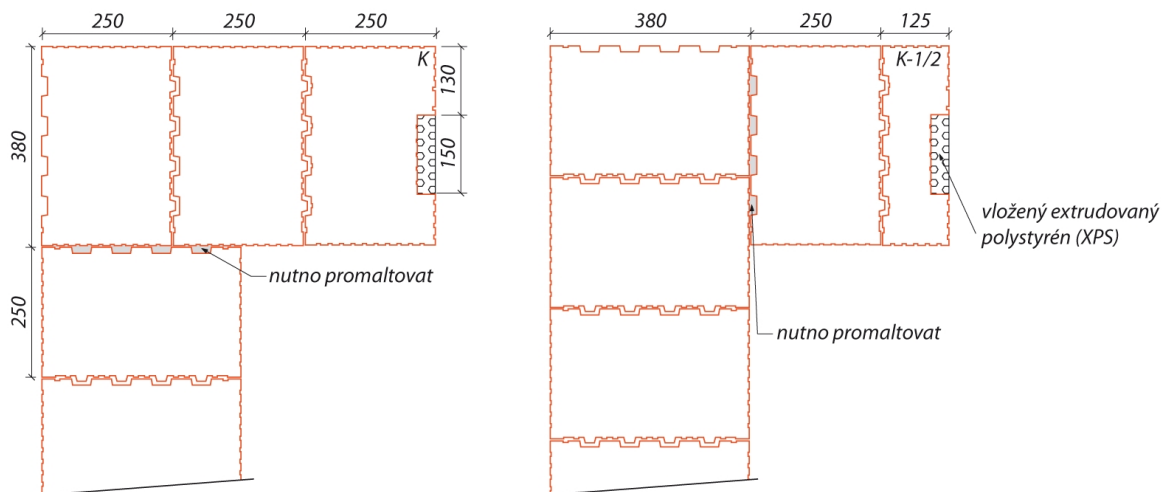 250 250 250
K
130
150
380
250
nutno promaltovat
380 250 125
K-1/2
vložený extrudovaný
polystyrén (XPS)
nutno promaltovat